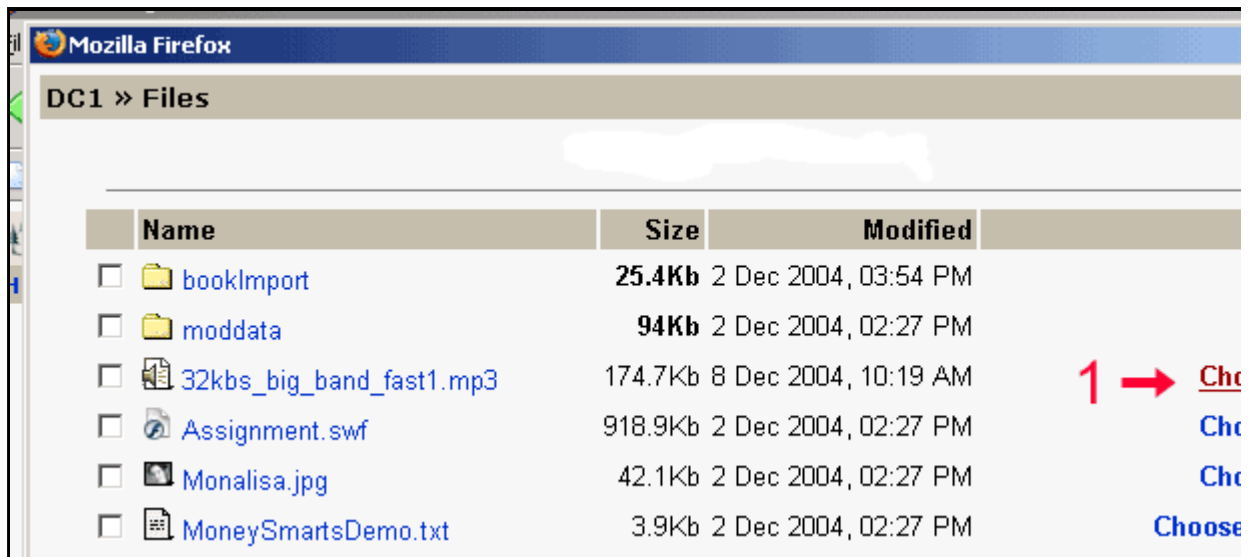 Mozilla Firefox
DC1 » Files
Name Size Modified
bookImport 25.4Kb 2 Dec 2004, 03:54 PM
moddata 94Kb 2 Dec 2004, 02:27 PM
32kbs_big_band_fast1.mp3 174.7Kb 8 Dec 2004, 10:19 AM 1 Cho
Assignment.swf 918.9Kb 2 Dec 2004, 02:27 PM Cho
Monalisa.jpg 42.1Kb 2 Dec 2004, 02:27 PM Cho
MoneySmartsDemo.txt 3.9Kb 2 Dec 2004, 02:27 PM Choose